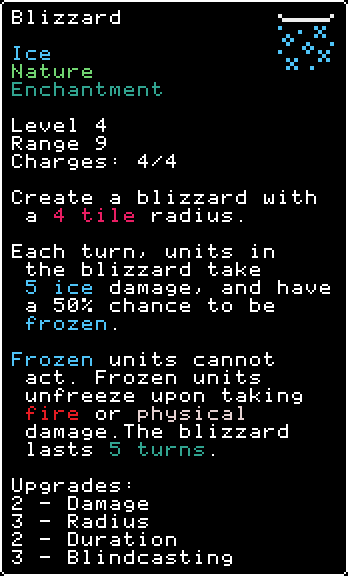 Blizzard
Ice
Nature
Enchantment
Level 4
Range 9
Charges: 4/4
Create a blizzard with
a 4 tile radius.
Each turn, units in
the blizzard take
5 ice damage, and have
a 50% chance to be
frozen.
Frozen units cannot
act. Frozen units
unfreeze upon taking
fire or physical
damage.The blizzard
lasts 5 turns.
Upgrades:
2 - Damage
3 - Radius
2 - Duration
3 - Blindcasting